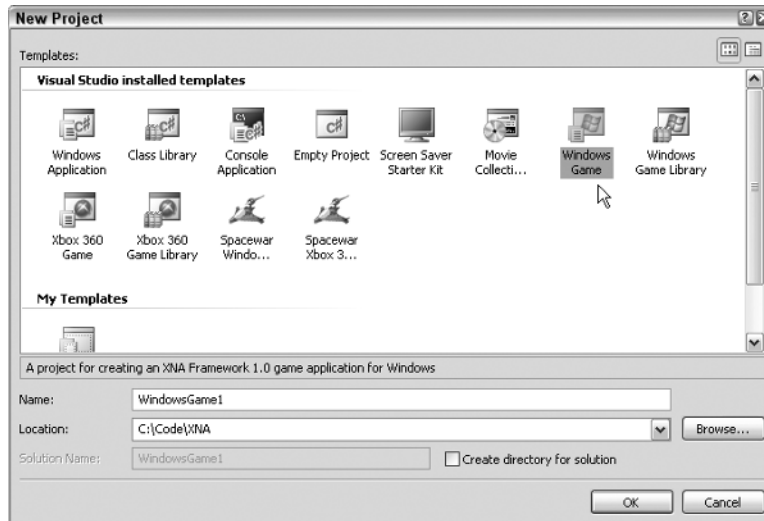 New Project
Templates:
Visual Studio installed templates
Windows Application
Class Library
Console Application
Empty Project
Screen Saver Starter Kit
Movie Collecti...
Windows Game
Windows Game Library
Xbox 360 Game
Xbox 360 Game Library
Spacewar Windo...
Spacewar Xbox 3...
My Templates
A project for creating an XNA Framework 1.0 game application for Windows
Name: WindowsGame1
Location: C:\Code\XNA Browse...
Solution Name: WindowsGame1 Create directory for solution
OK Cancel